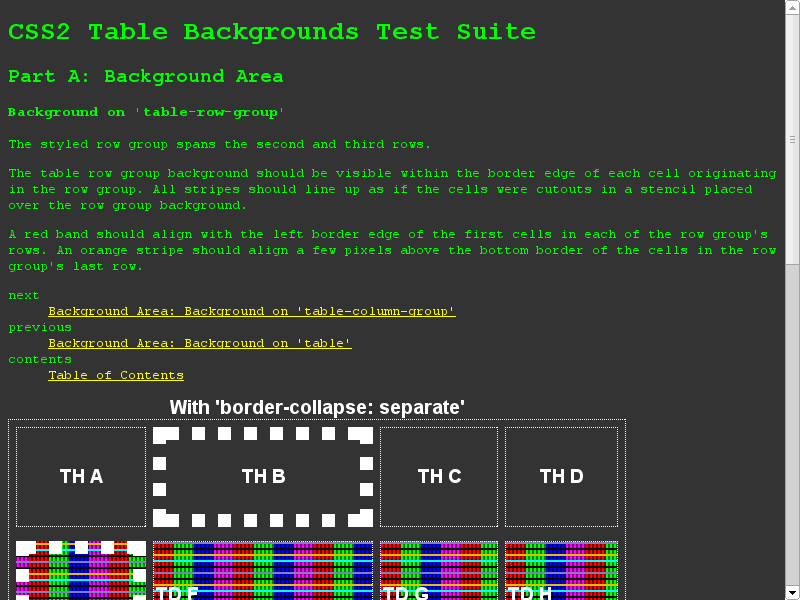 CSS2 Table Backgrounds Test Suite
Part A: Background Area
Background on 'table-row-group'
The styled row group spans the second and third rows.
The table row group background should be visible within the border edge of each cell originating
in the row group. All stripes should line up as if the cells were cutouts in a stencil placed
over the row group background.
A red band should align with the left border edge of the first cells in each of the row group's
rows. An orange stripe should align a few pixels above the bottom border of the cells in the row
group's last row.
next
Background Area: Background on 'table-column-group'
previous
Background Area: Background on 'table'
contents
Table of Contents
With 'border-collapse: separate'
TH A TH B TH C TH D
TD F TD G TD H